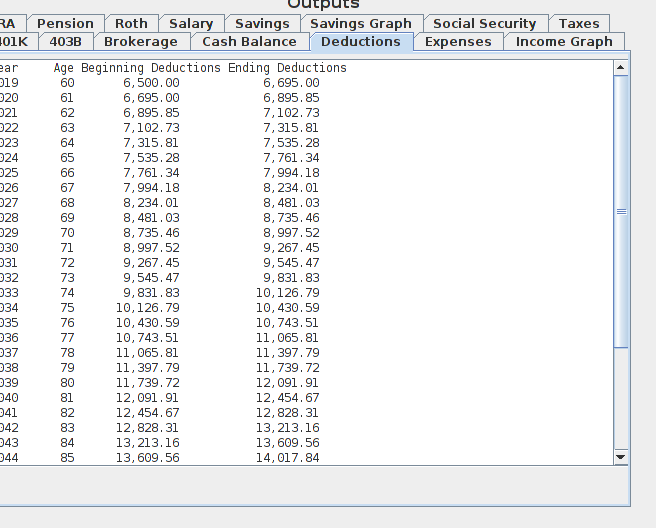 Outputs
RA Pension Roth Salary Savings Savings Graph Social Security Taxes
401K 403B Brokerage Cash Balance Deductions Expenses Income Graph
ear Age Beginning Deductions Ending Deductions
019 60 6,500.00 6,695.00
020 61 6,695.00 6,895.85
021 62 6,895.85 7,102.73
022 63 7,102.73 7,315.81
023 64 7,315.81 7,535.28
024 65 7,535.28 7,761.34
025 66 7,761.34 7,994.18
026 67 7,994.18 8,234.01
027 68 8,234.01 8,481.03
028 69 8,481.03 8,735.46
029 70 8,735.46 8,997.52
030 71 8,997.52 9,267.45
031 72 9,267.45 9,545.47
032 73 9,545.47 9,831.83
033 74 9,831.83 10,126.79
034 75 10,126.79 10,430.59
035 76 10,430.59 10,743.51
036 77 10,743.51 11,065.81
037 78 11,065.81 11,397.79
038 79 11,397.79 11,739.72
039 80 11,739.72 12,091.91
040 81 12,091.91 12,454.67
041 82 12,454.67 12,828.31
042 83 12,828.31 13,213.16
043 84 13,213.16 13,609.56
044 85 13,609.56 14,017.84